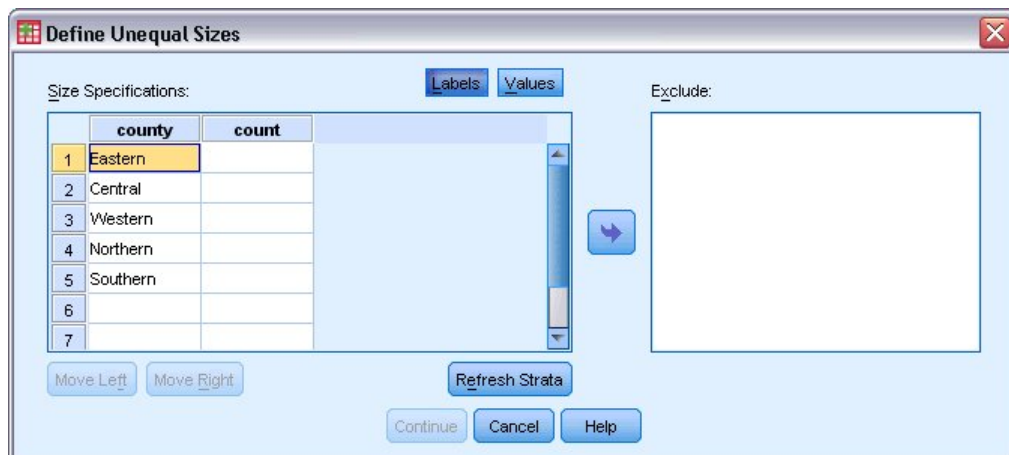 Define Unequal Sizes
Size Specifications:
Labels
Values
Exclude:
county count
1 Eastern
2 Central
3 Western
4 Northern
5 Southern
6
7
Move Left
Move Right
Refresh Strata
Continue
Cancel
Help